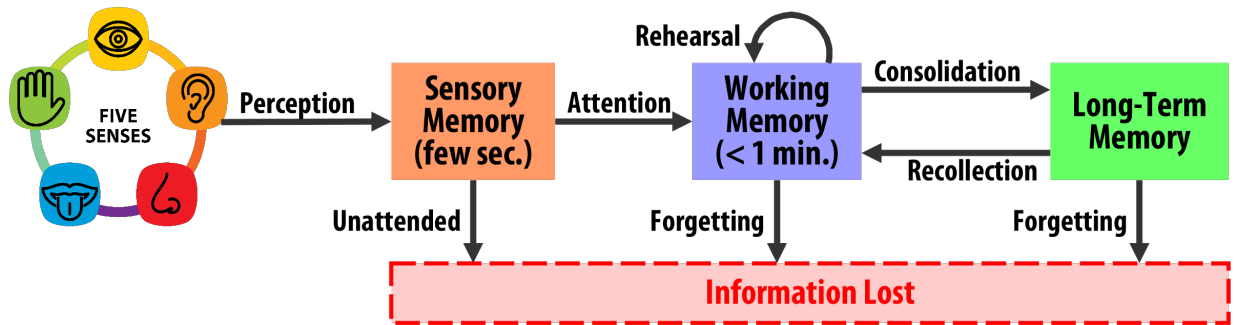 FIVE
SENSES
Perception
Sensory
Memory
(few sec.)
Attention
Rehearsal
Working
Memory
(< 1 min.)
Consolidation
Recollection
Long-Term
Memory
Unattended
Forgetting
Forgetting
Information Lost